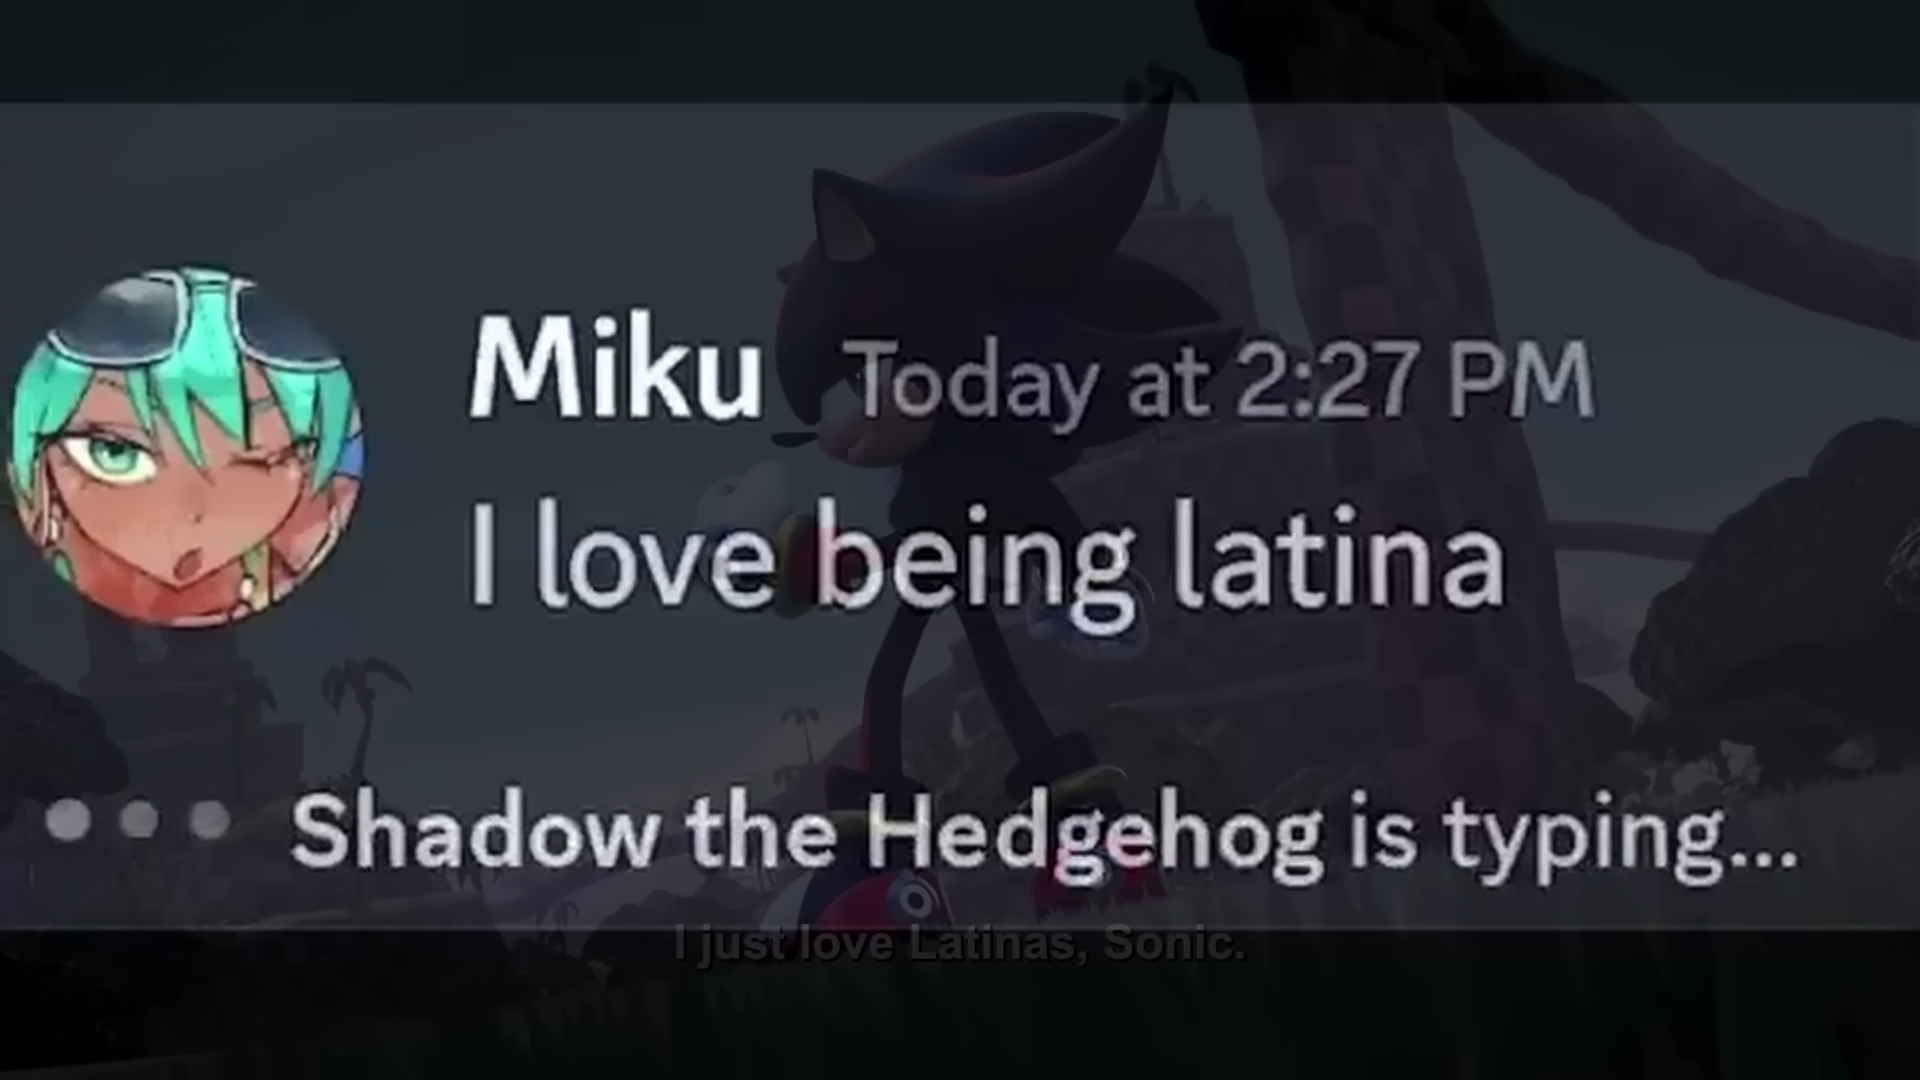 Miku Today at 2:27 PM
I love being latina
Shadow the Hedgehog is typing...
I just love Latinas, Sonic.